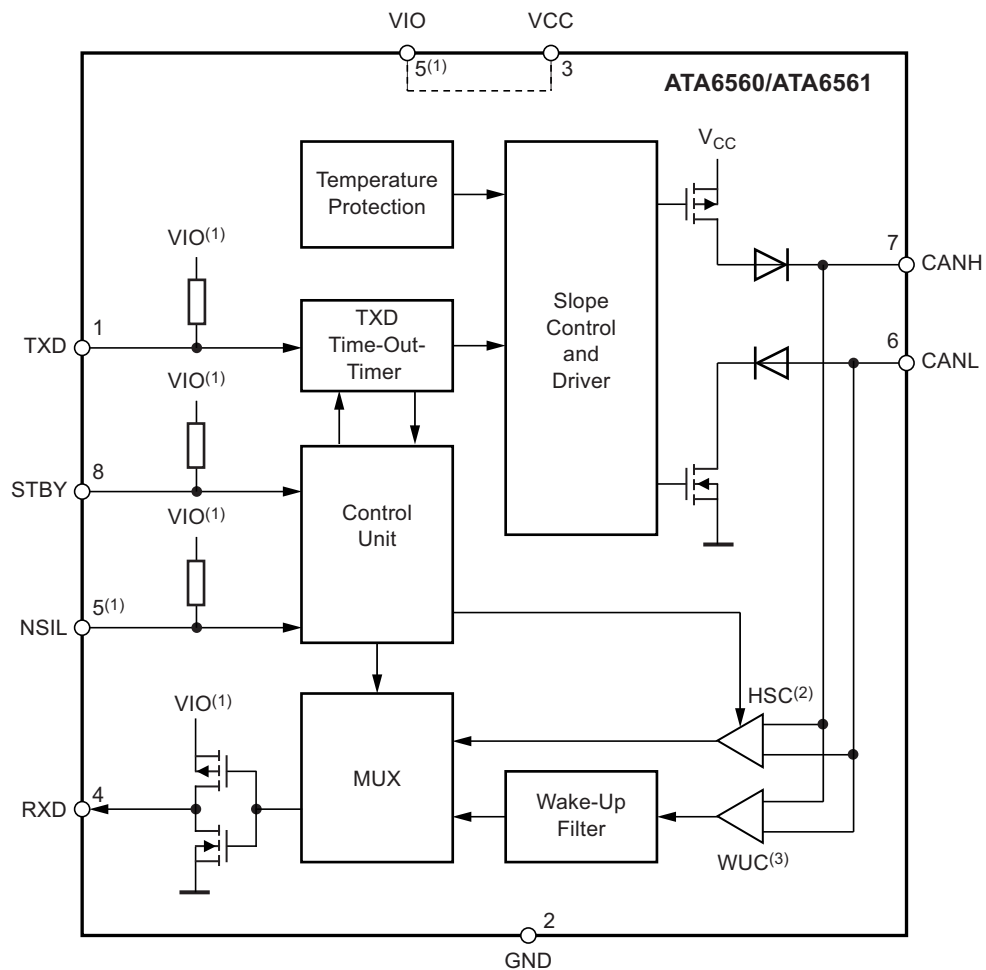 VIO
VCC
5(1)
3
ATA6560/ATA6561
VCC
Temperature
Protection
VIO(1)
7
CANH
TXD
1
TXD
Time-Out-
Timer
Slope
Control
and
Driver
6
CANL
VIO(1)
STBY
8
Control
Unit
VIO(1)
NSIL
5(1)
HSC(2)
VIO(1)
MUX
RXD
4
Wake-Up
Filter
WUC(3)
2
GND